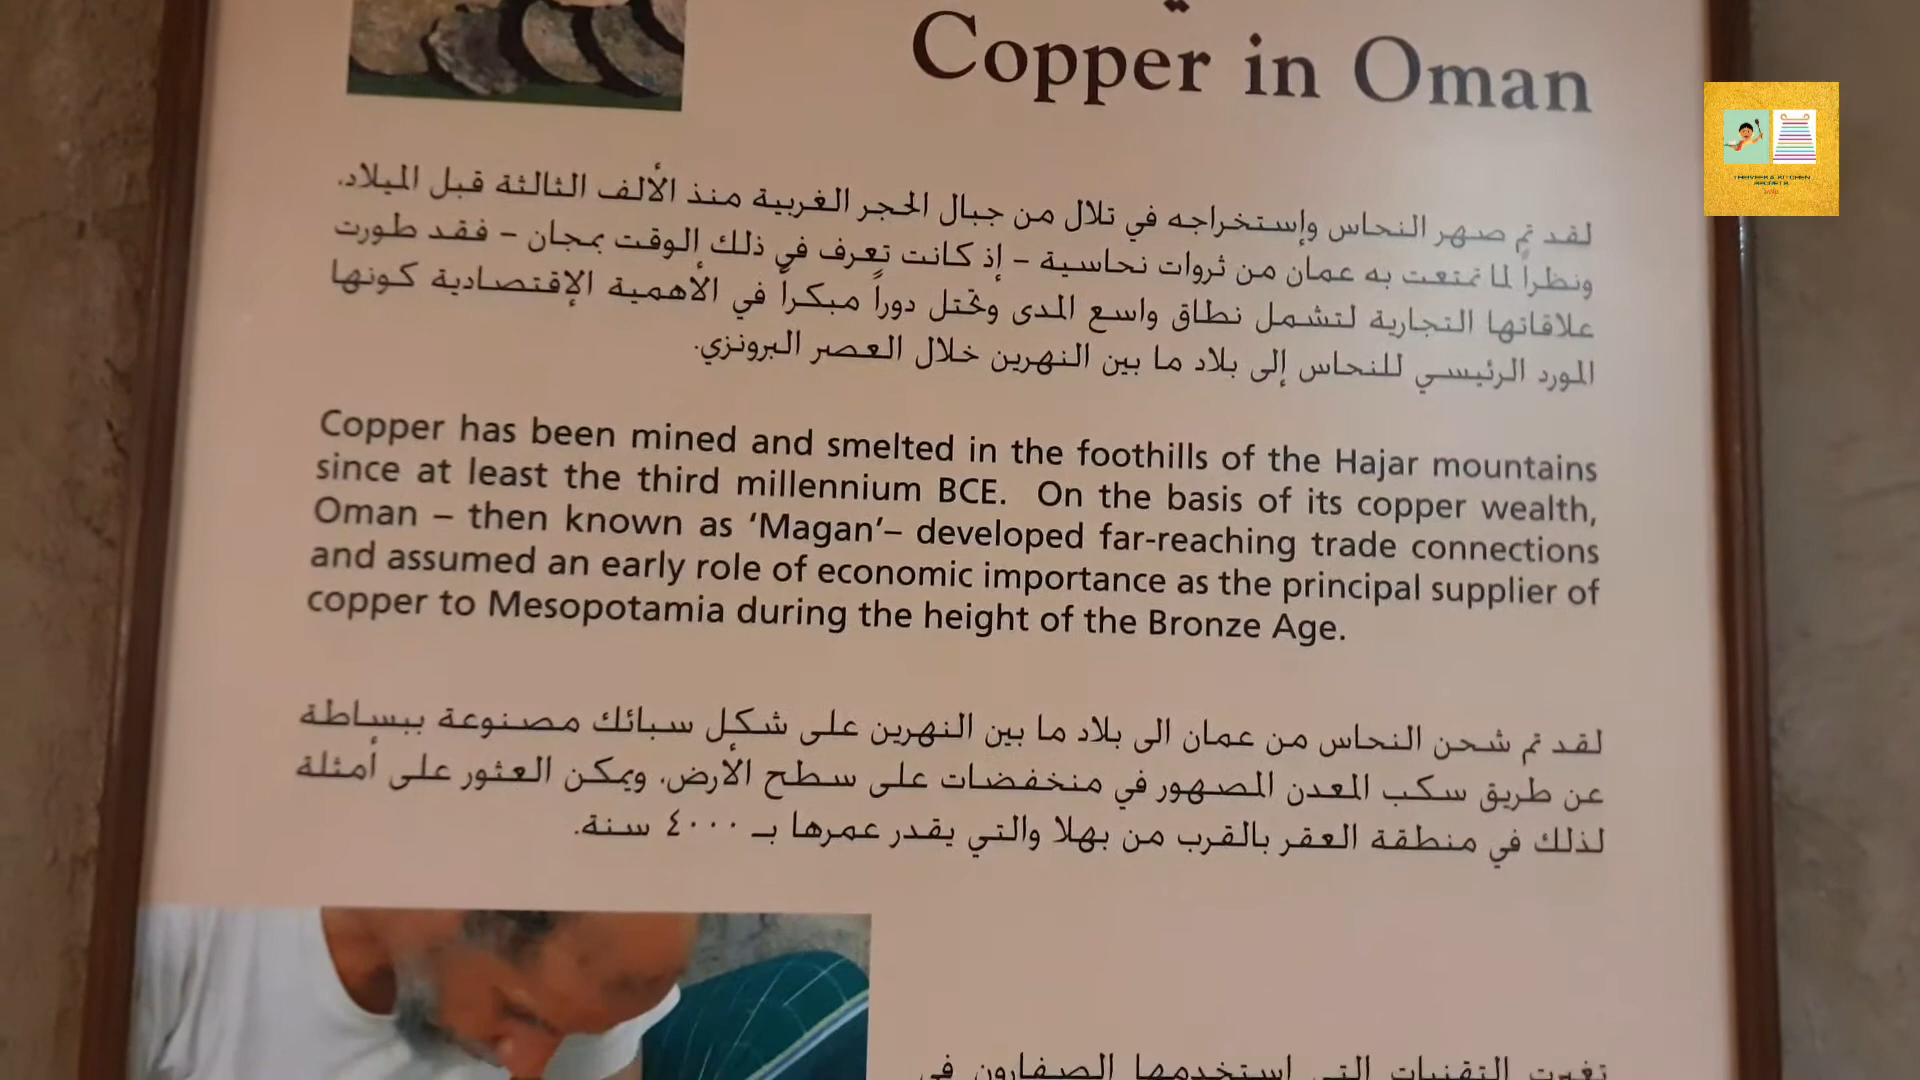 Copper in Oman
لقد تم صهر النحاس وإستخراجه في تلال من جبال الحجر الغربية منذ الألف الثالثة قبل الميلاد.
ونظراً لما تمتعت به عمان من ثروات نحاسية – إذ كانت تعرف في ذلك الوقت بمجان – فقد طورت
علاقاتها التجارية لتشمل نطاق واسع المدى وتحتل دوراً مبكراً في الأهمية الإقتصادية كونها
المورد الرئيسي للنحاس إلى بلاد ما بين النهرين خلال العصر البرونزي.
Copper has been mined and smelted in the foothills of the Hajar mountains
since at least the third millennium BCE. On the basis of its copper wealth,
Oman – then known as ‘Magan’– developed far-reaching trade connections
and assumed an early role of economic importance as the principal supplier of
copper to Mesopotamia during the height of the Bronze Age.
لقد تم شحن النحاس من عمان الى بلاد ما بين النهرين على شكل سبائك مصنوعة ببساطة
عن طريق سكب المعدن المصهور في منخفضات على سطح الأرض، ويمكن العثور على أمثلة
لذلك في منطقة العقر بالقرب من بهلا والتي يقدر عمرها بـ ٤٠٠٠ سنة.
تغيرت التقنيات التي استخدمها الصفارون في